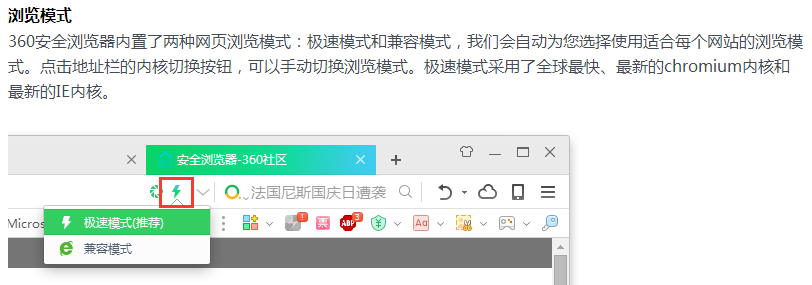 浏览模式
360安全浏览器内置了两种网页浏览模式：极速模式和兼容模式，我们会自动为您选择使用适合每个网站的浏览模
式。点击地址栏的内核切换按钮，可以手动切换浏览模式。极速模式采用了全球最快、最新的chromium内核和
最新的IE内核。
安全浏览器-360社区
法国尼斯国庆日遭袭
Micros
极速模式(推荐)
1
票
ABP
3
Aa
兼容模式